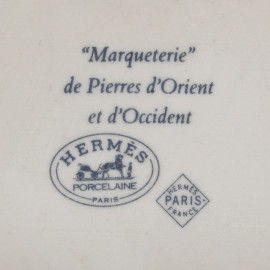 “Marqueterie”
de Pierres d'Orient
et d'Occident
HERMÈS
PORCELAINE
PARIS
HERMÈS
PARIS
FRANCE